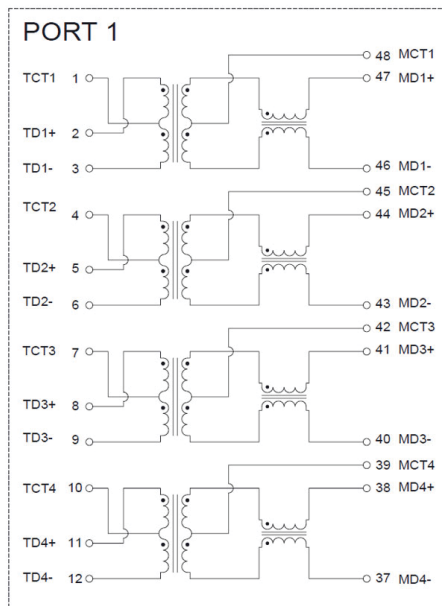 PORT 1
48 MCT1
TCT1 1 47 MD1+
TD1+ 2
TD1- 3 46 MD1-
45 MCT2
TCT2 4 44 MD2+
TD2+ 5
TD2- 6 43 MD2-
42 MCT3
TCT3 7 41 MD3+
TD3+ 8
TD3- 9 40 MD3-
39 MCT4
TCT4 10 38 MD4+
TD4+ 11
TD4- 12 37 MD4-